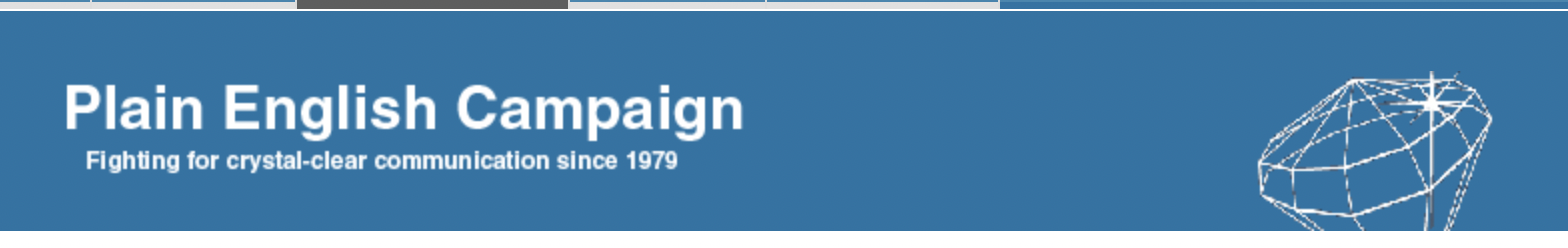 Plain English Campaign
Fighting for crystal-clear communication since 1979